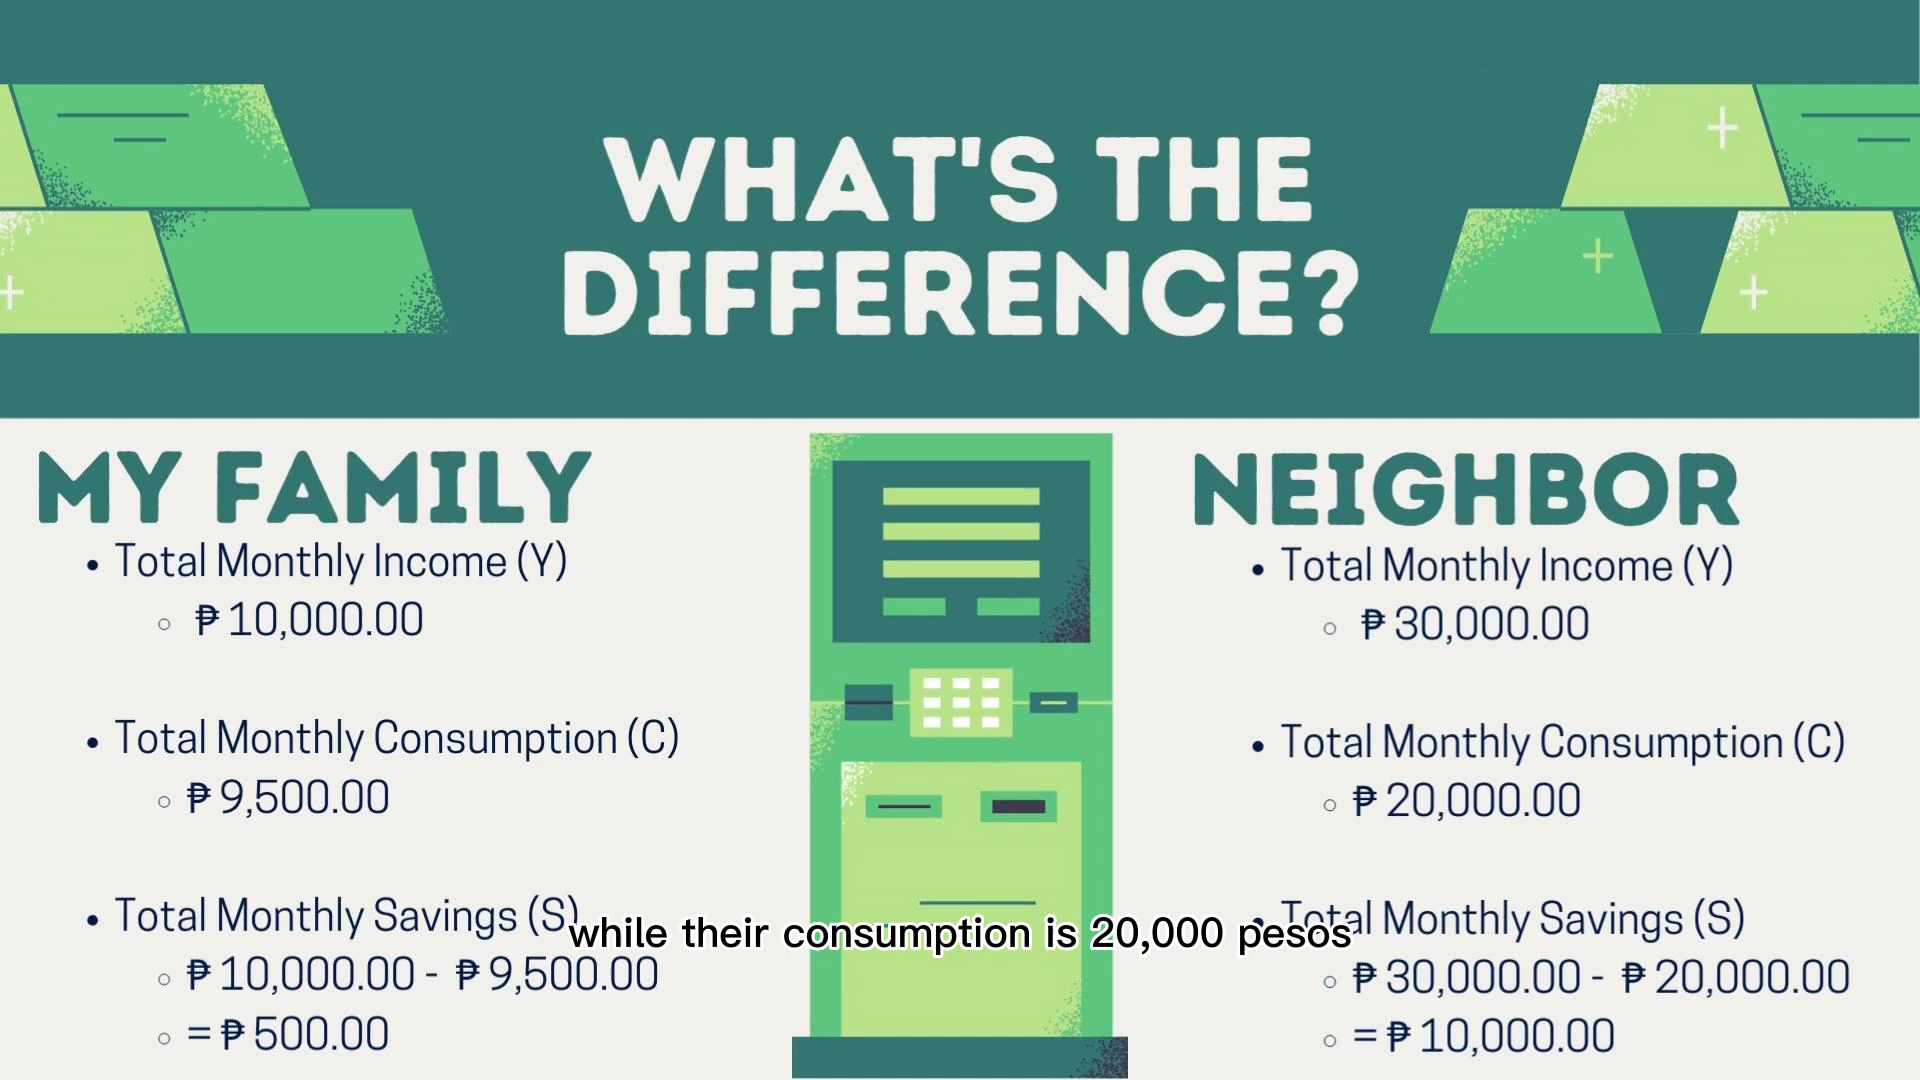 WHAT'S THE
DIFFERENCE?
MY FAMILY
• Total Monthly Income (Y)
○ ₱ 10,000.00
• Total Monthly Consumption (C)
○ ₱ 9,500.00
• Total Monthly Savings (S)
○ ₱ 10,000.00 - ₱ 9,500.00
○ = ₱ 500.00
NEIGHBOR
• Total Monthly Income (Y)
○ ₱ 30,000.00
• Total Monthly Consumption (C)
○ ₱ 20,000.00
• Total Monthly Savings (S)
○ ₱ 30,000.00 - ₱ 20,000.00
○ = ₱ 10,000.00
while their consumption is 20,000 pesos